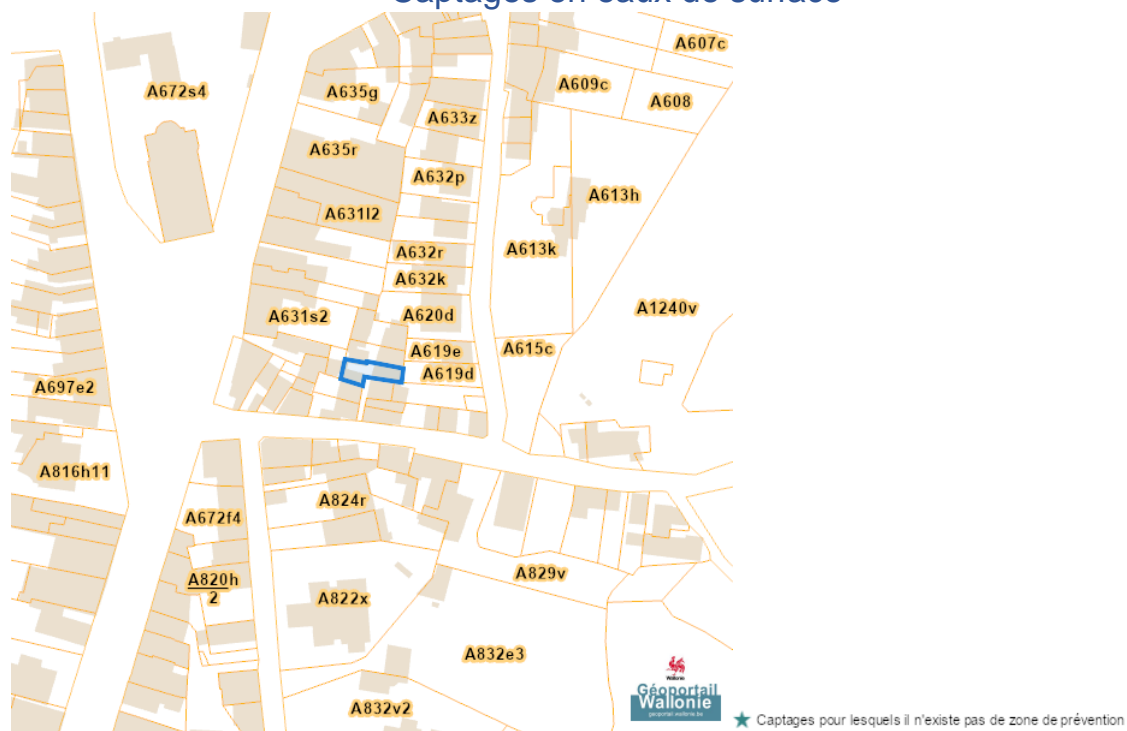 Captages en eaux de surface
A607c
A672s4
A635g
A609c
A608
A633z
A635r
A632p
A613h
A631l2
A632r
A613k
A632k
A631s2
A620d
A1240v
A619e
A615c
A619d
A697e2
A816h11
A824r
A672f4
A829v
A820h
2
A822x
A832e3
A832v2
Wallonie
Géoportail
Wallonie
geoportail.wallonie.be
Captages pour lesquels il n'existe pas de zone de prévention